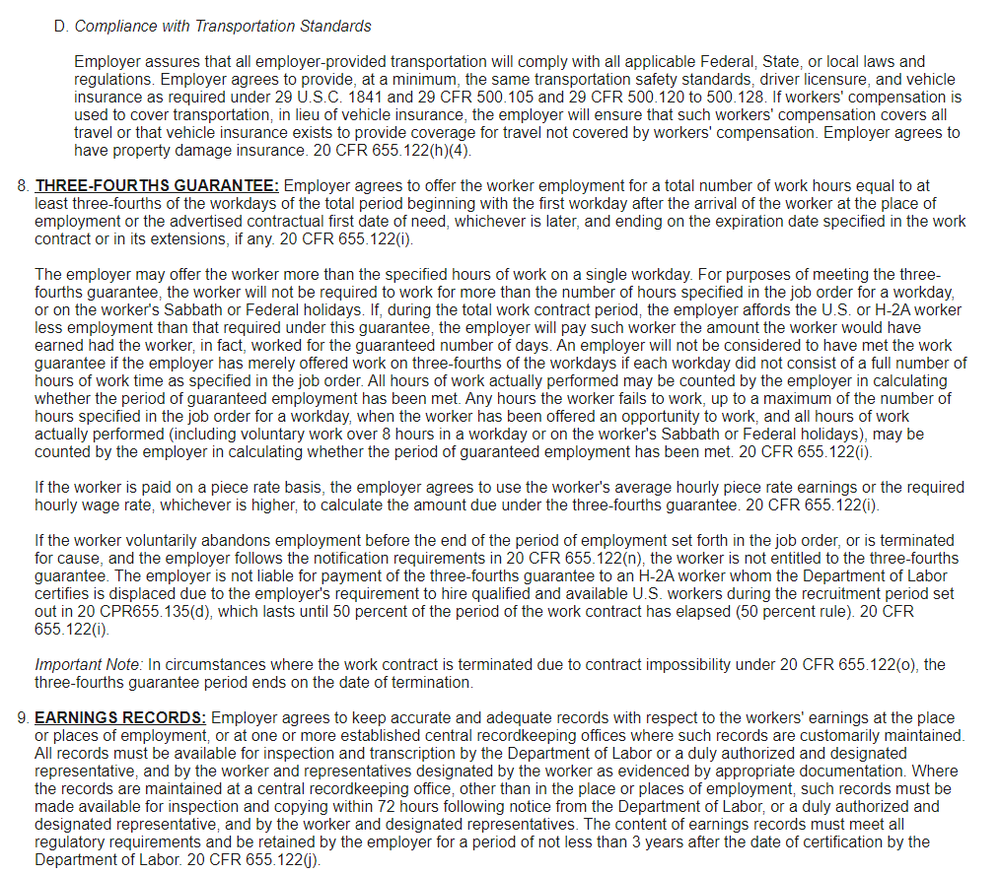 D. Compliance with Transportation Standards
Employer assures that all employer-provided transportation will comply with all applicable Federal, State, or local laws and
regulations. Employer agrees to provide, at a minimum, the same transportation safety standards, driver licensure, and vehicle
insurance as required under 29 U.S.C. 1841 and 29 CFR 500.105 and 29 CFR 500.120 to 500.128. If workers' compensation is
used to cover transportation, in lieu of vehicle insurance, the employer will ensure that such workers' compensation covers all
travel or that vehicle insurance exists to provide coverage for travel not covered by workers' compensation. Employer agrees to
have property damage insurance. 20 CFR 655.122(h)(4).
8. THREE-FOURTHS GUARANTEE: Employer agrees to offer the worker employment for a total number of work hours equal to at
least three-fourths of the workdays of the total period beginning with the first workday after the arrival of the worker at the place of
employment or the advertised contractual first date of need, whichever is later, and ending on the expiration date specified in the work
contract or in its extensions, if any. 20 CFR 655.122(i).
The employer may offer the worker more than the specified hours of work on a single workday. For purposes of meeting the three-
fourths guarantee, the worker will not be required to work for more than the number of hours specified in the job order for a workday,
or on the worker's Sabbath or Federal holidays. If, during the total work contract period, the employer affords the U.S. or H-2A worker
less employment than that required under this guarantee, the employer will pay such worker the amount the worker would have
earned had the worker, in fact, worked for the guaranteed number of days. An employer will not be considered to have met the work
guarantee if the employer has merely offered work on three-fourths of the workdays if each workday did not consist of a full number of
hours of work time as specified in the job order. All hours of work actually performed may be counted by the employer in calculating
whether the period of guaranteed employment has been met. Any hours the worker fails to work, up to a maximum of the number of
hours specified in the job order for a workday, when the worker has been offered an opportunity to work, and all hours of work
actually performed (including voluntary work over 8 hours in a workday or on the worker's Sabbath or Federal holidays), may be
counted by the employer in calculating whether the period of guaranteed employment has been met. 20 CFR 655.122(i).
If the worker is paid on a piece rate basis, the employer agrees to use the worker's average hourly piece rate earnings or the required
hourly wage rate, whichever is higher, to calculate the amount due under the three-fourths guarantee. 20 CFR 655.122(i).
If the worker voluntarily abandons employment before the end of the period of employment set forth in the job order, or is terminated
for cause, and the employer follows the notification requirements in 20 CFR 655.122(n), the worker is not entitled to the three-fourths
guarantee. The employer is not liable for payment of the three-fourths guarantee to an H-2A worker whom the Department of Labor
certifies is displaced due to the employer's requirement to hire qualified and available U.S. workers during the recruitment period set
out in 20 CPR655.135(d), which lasts until 50 percent of the period of the work contract has elapsed (50 percent rule). 20 CFR
655.122(i).
Important Note: In circumstances where the work contract is terminated due to contract impossibility under 20 CFR 655.122(o), the
three-fourths guarantee period ends on the date of termination.
9. EARNINGS RECORDS: Employer agrees to keep accurate and adequate records with respect to the workers' earnings at the place
or places of employment, or at one or more established central recordkeeping offices where such records are customarily maintained.
All records must be available for inspection and transcription by the Department of Labor or a duly authorized and designated
representative, and by the worker and representatives designated by the worker as evidenced by appropriate documentation. Where
the records are maintained at a central recordkeeping office, other than in the place or places of employment, such records must be
made available for inspection and copying within 72 hours following notice from the Department of Labor, or a duly authorized and
designated representative, and by the worker and designated representatives. The content of earnings records must meet all
regulatory requirements and be retained by the employer for a period of not less than 3 years after the date of certification by the
Department of Labor. 20 CFR 655.122(j).